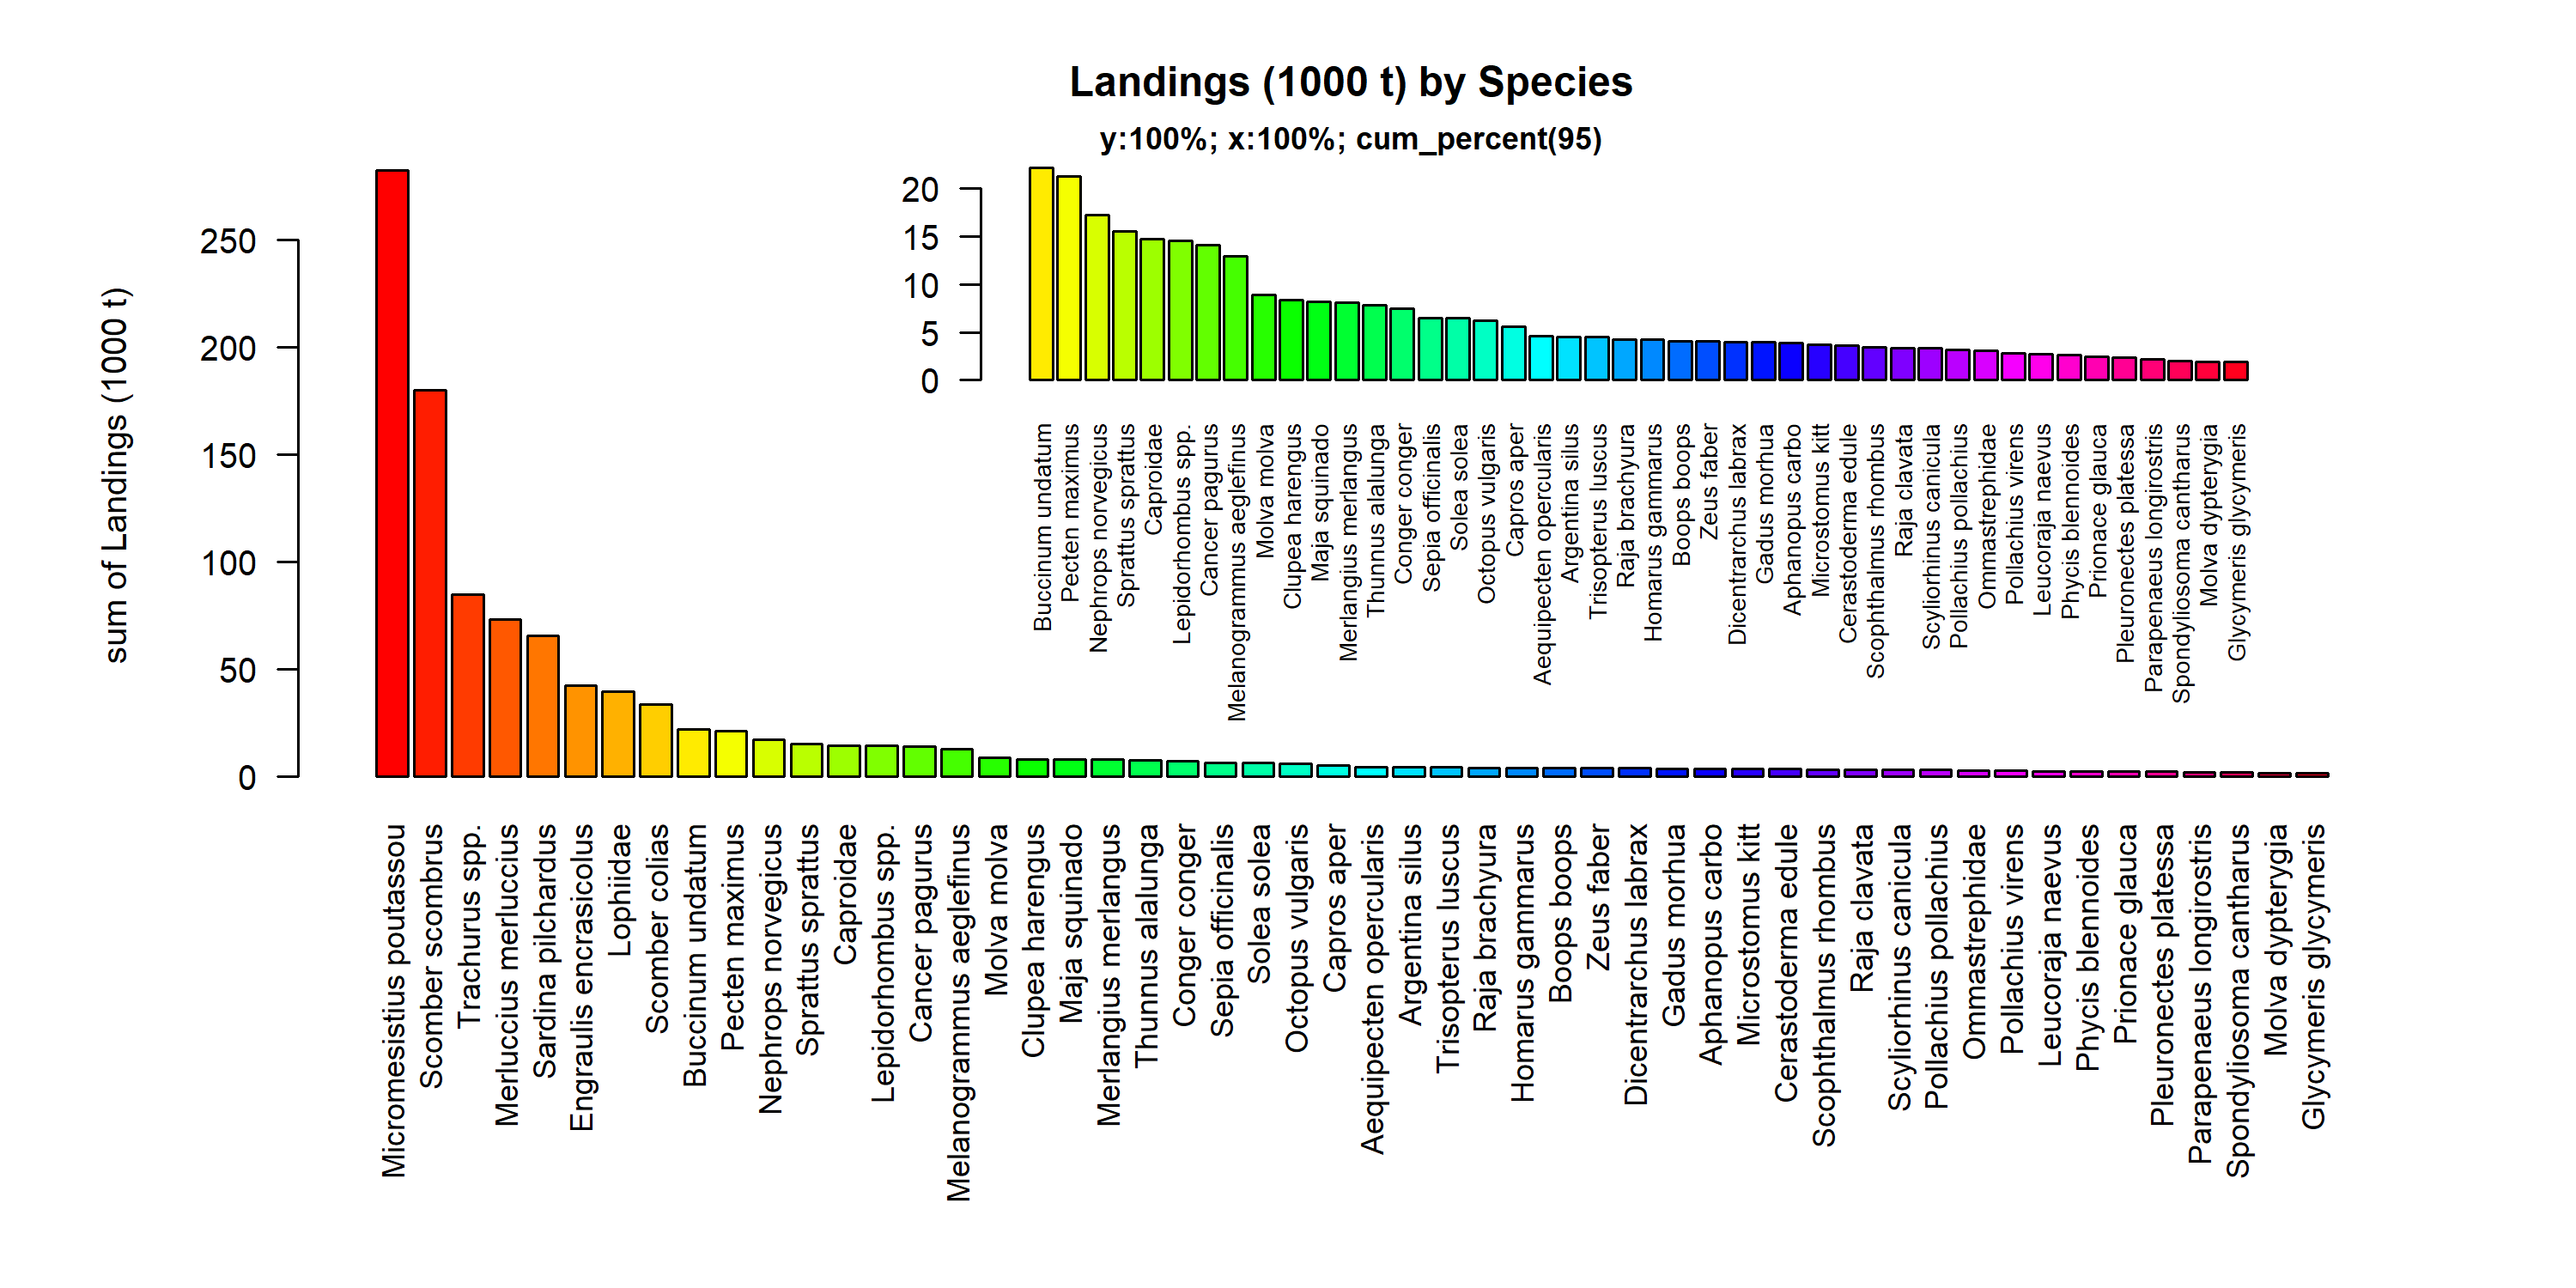 Landings (1000 t) by Species
y:100%; x:100%; cum_percent(95)
sum of Landings (1000 t)
250
200
150
100
50
0
20
15
10
5
0
Buccinum undatum
Pecten maximus
Nephrops norvegicus
Sprattus sprattus
Caproidae
Lepidorhombus spp.
Cancer pagurus
Melanogrammus aeglefinus
Molva molva
Clupea harengus
Maja squinado
Merlangius merlangus
Thunnus alalunga
Conger conger
Sepia officinalis
Solea solea
Octopus vulgaris
Capros aper
Aequipecten opercularis
Argentina silus
Trisopterus luscus
Raja brachyura
Homarus gammarus
Boops boops
Zeus faber
Dicentrarchus labrax
Gadus morhua
Aphanopus carbo
Microstomus kitt
Cerastoderma edule
Scophthalmus rhombus
Raja clavata
Scyliorhinus canicula
Pollachius pollachius
Ommastrephidae
Pollachius virens
Leucoraja naevus
Phycis blennoides
Prionace glauca
Pleuronectes platessa
Parapenaeus longirostris
Spondyliosoma cantharus
Molva dypterygia
Glycymeris glycymeris
Micromesistius poutassou
Scomber scombrus
Trachurus spp.
Merluccius merluccius
Sardina pilchardus
Engraulis encrasicolus
Lophiidae
Scomber colias
Buccinum undatum
Pecten maximus
Nephrops norvegicus
Sprattus sprattus
Caproidae
Lepidorhombus spp.
Cancer pagurus
Melanogrammus aeglefinus
Molva molva
Clupea harengus
Maja squinado
Merlangius merlangus
Thunnus alalunga
Conger conger
Sepia officinalis
Solea solea
Octopus vulgaris
Capros aper
Aequipecten opercularis
Argentina silus
Trisopterus luscus
Raja brachyura
Homarus gammarus
Boops boops
Zeus faber
Dicentrarchus labrax
Gadus morhua
Aphanopus carbo
Microstomus kitt
Cerastoderma edule
Scophthalmus rhombus
Raja clavata
Scyliorhinus canicula
Pollachius pollachius
Ommastrephidae
Pollachius virens
Leucoraja naevus
Phycis blennoides
Prionace glauca
Pleuronectes platessa
Parapenaeus longirostris
Spondyliosoma cantharus
Molva dypterygia
Glycymeris glycymeris